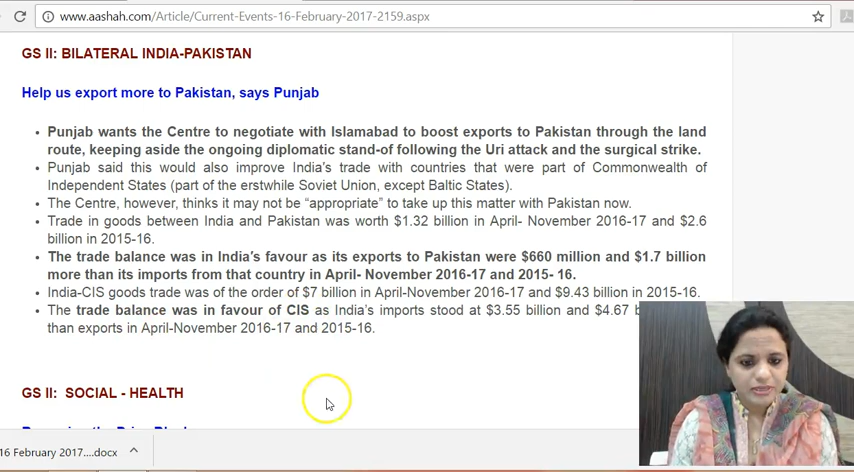 www.aashah.com/Article/Current-Events-16-February-2017-2159.aspx
GS II: BILATERAL INDIA-PAKISTAN
Help us export more to Pakistan, says Punjab
• Punjab wants the Centre to negotiate with Islamabad to boost exports to Pakistan through the land
route, keeping aside the ongoing diplomatic stand-of following the Uri attack and the surgical strike.
• Punjab said this would also improve India's trade with countries that were part of Commonwealth of
Independent States (part of the erstwhile Soviet Union, except Baltic States).
• The Centre, however, thinks it may not be “appropriate” to take up this matter with Pakistan now.
• Trade in goods between India and Pakistan was worth $1.32 billion in April- November 2016-17 and $2.6
billion in 2015-16.
• The trade balance was in India's favour as its exports to Pakistan were $660 million and $1.7 billion
more than its imports from that country in April- November 2016-17 and 2015- 16.
• India-CIS goods trade was of the order of $7 billion in April-November 2016-17 and $9.43 billion in 2015-16.
• The trade balance was in favour of CIS as India's imports stood at $3.55 billion and $4.67
than exports in April-November 2016-17 and 2015-16.
GS II: SOCIAL - HEALTH
16 February 2017....docx